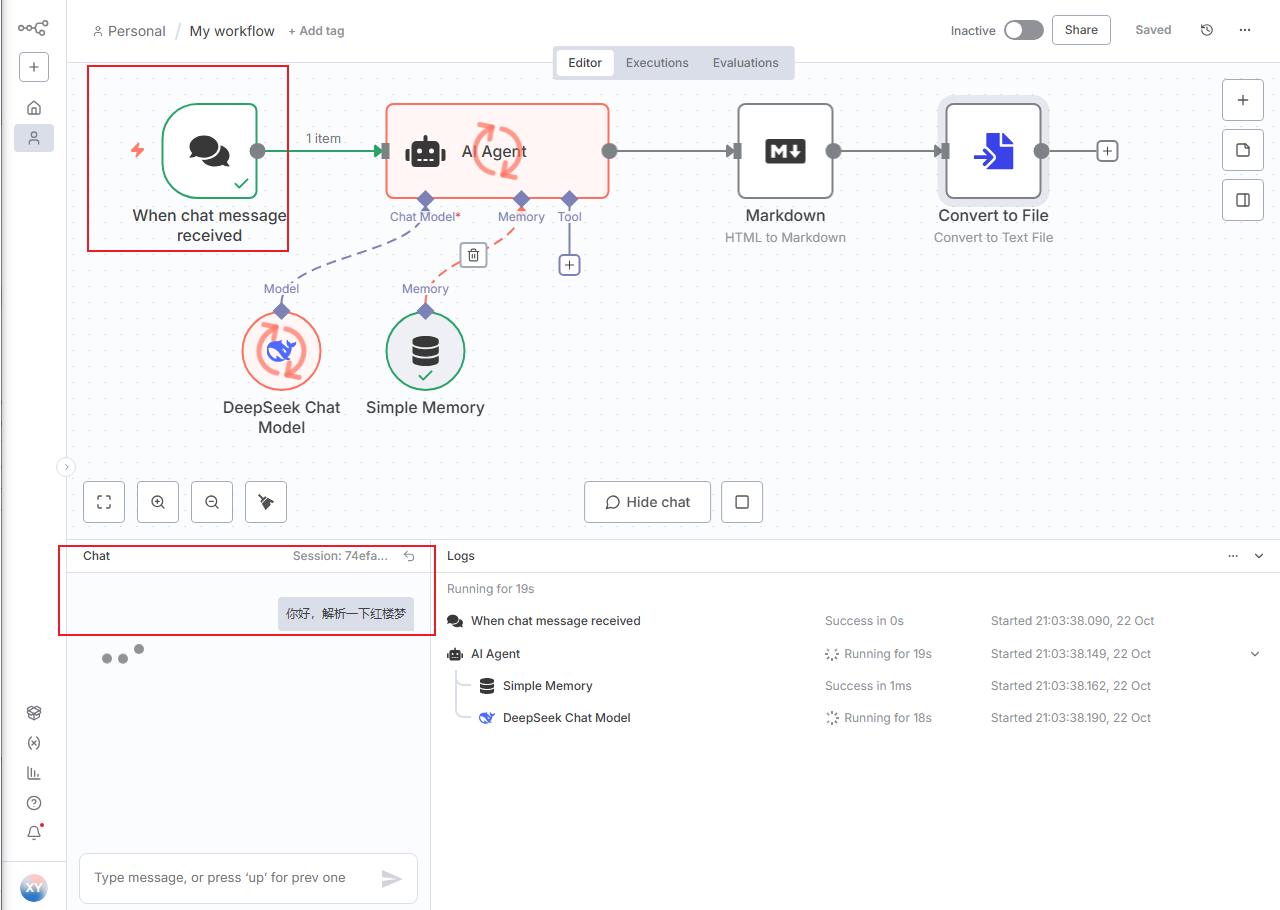 Personal / My workflow + Add tag
Inactive Share Saved
Editor Executions Evaluations
1 item
AI Agent
When chat message
received
Chat Model*
Memory
Tool
Markdown
HTML to Markdown
Convert to File
Convert to Text File
Model
Memory
DeepSeek Chat
Model
Simple Memory
Hide chat
Chat Session: 74efa...
你好，解析一下红楼梦
Type message, or press ‘up’ for prev one
Logs
Running for 19s
When chat message received Success in 0s Started 21:03:38.090, 22 Oct
AI Agent Running for 19s Started 21:03:38.149, 22 Oct
Simple Memory Success in 1ms Started 21:03:38.162, 22 Oct
DeepSeek Chat Model Running for 18s Started 21:03:38.190, 22 Oct
XY